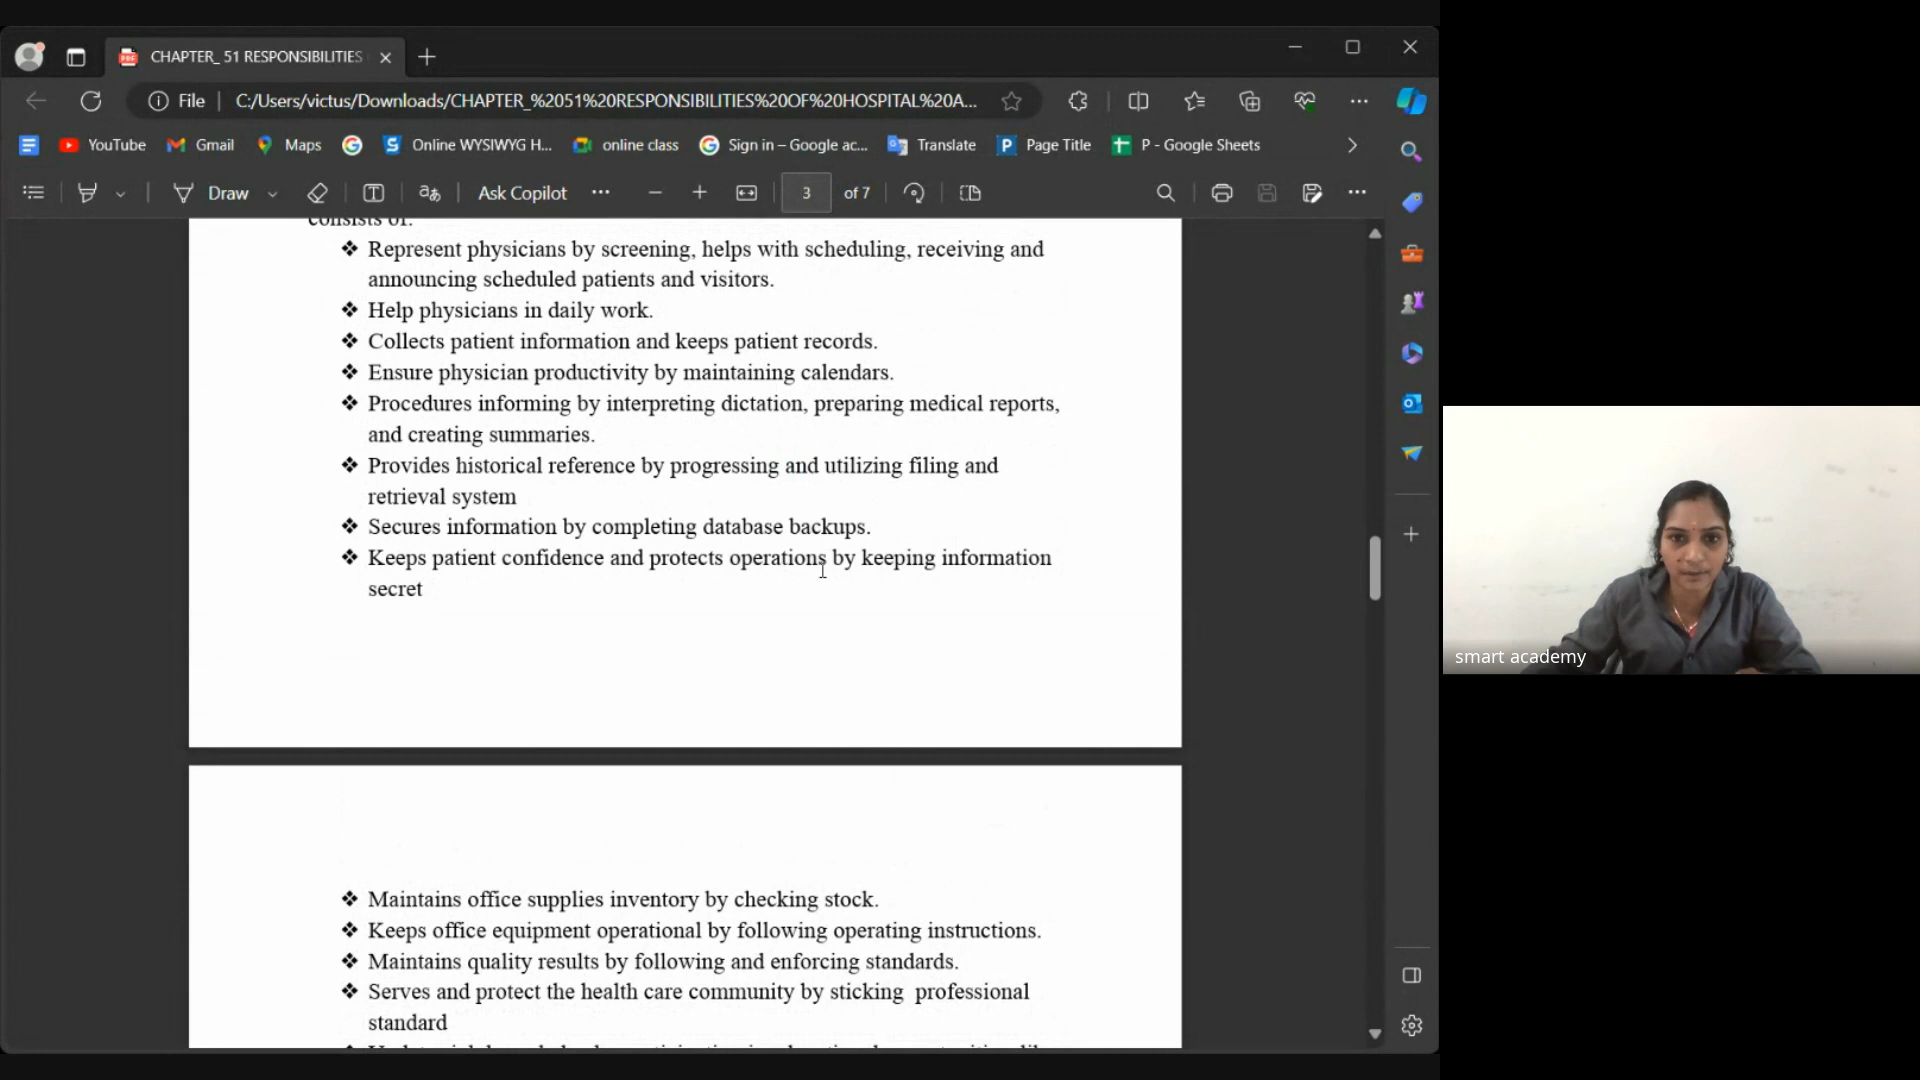 CHAPTER_ 51 RESPONSIBILITIES
File
C:/Users/victus/Downloads/CHAPTER_%2051%20RESPONSIBILITIES%20OF%20HOSPITAL%20A...
YouTube
Gmail
Maps
Online WYSIWYG H...
online class
Sign in – Google ac...
Translate
Page Title
P - Google Sheets
Draw
Ask Copilot
3 of 7
consists of:
❖ Represent physicians by screening, helps with scheduling, receiving and
announcing scheduled patients and visitors.
❖ Help physicians in daily work.
❖ Collects patient information and keeps patient records.
❖ Ensure physician productivity by maintaining calendars.
❖ Procedures informing by interpreting dictation, preparing medical reports,
and creating summaries.
❖ Provides historical reference by progressing and utilizing filing and
retrieval system
❖ Secures information by completing database backups.
❖ Keeps patient confidence and protects operations by keeping information
secret
❖ Maintains office supplies inventory by checking stock.
❖ Keeps office equipment operational by following operating instructions.
❖ Maintains quality results by following and enforcing standards.
❖ Serves and protect the health care community by sticking  professional
standard
smart academy